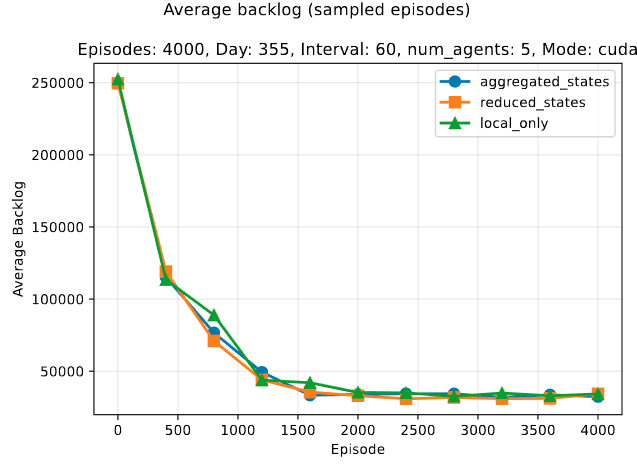 Average backlog (sampled episodes)
Episodes: 4000, Day: 355, Interval: 60, num_agents: 5, Mode: cuda
aggregated_states
reduced_states
local_only
250000
200000
150000
100000
50000
Average Backlog
0 500 1000 1500 2000 2500 3000 3500 4000
Episode